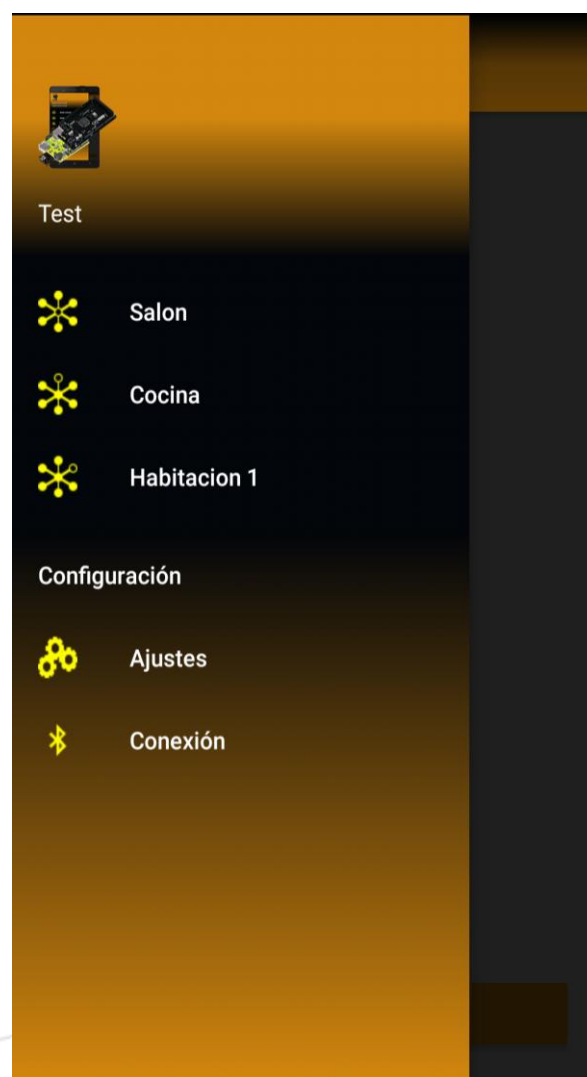 Test
Salon
Cocina
Habitacion 1
Configuración
Ajustes
Conexión